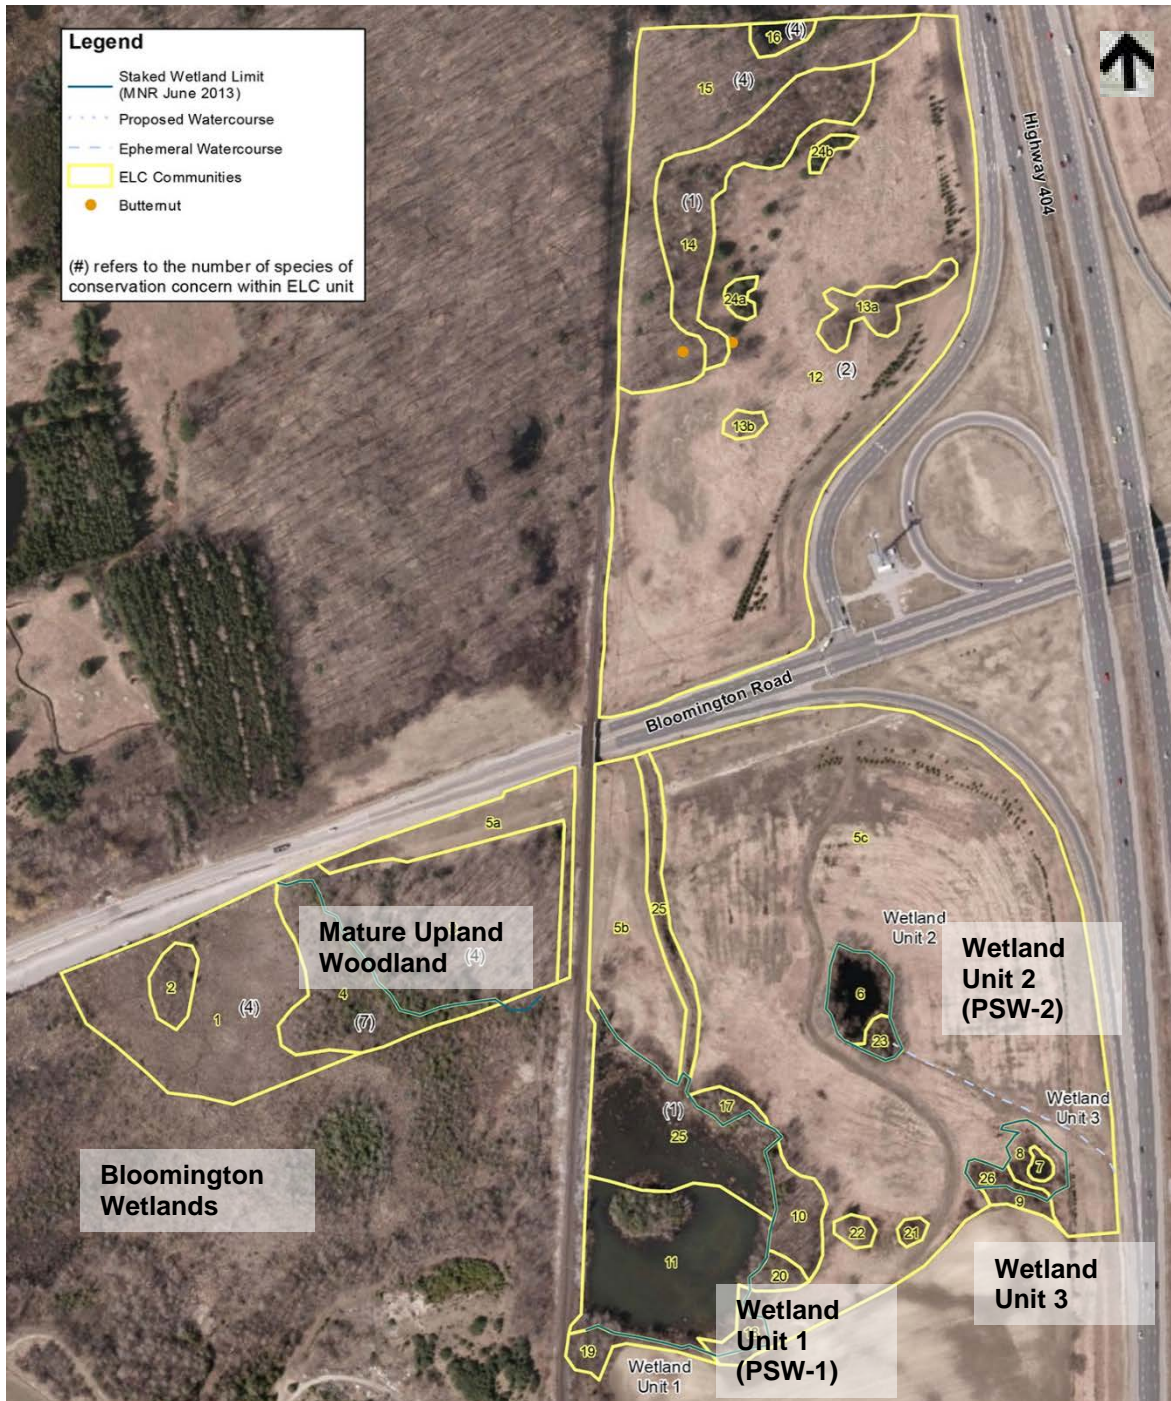 Legend
Staked Wetland Limit
(MNR June 2013)
Proposed Watercourse
Ephemeral Watercourse
ELC Communities
Butternut
(#) refers to the number of species of
conservation concern within ELC unit
16
(4)
15
(4)
Highway 404
24b
(1)
14
24a
13a
12
(2)
13b
Bloomington Road
5a
5c
5b
25
Mature Upland
Woodland
(4)
Wetland
Unit 2
Wetland
Unit 2
(PSW-2)
2
1
(4)
4
(7)
6
23
Wetland
Unit 3
(1)
25
17
8
7
26
9
Bloomington
Wetlands
10
22
21
11
20
Wetland
Unit 3
Wetland
Unit 1
(PSW-1)
19
Wetland
Unit 1